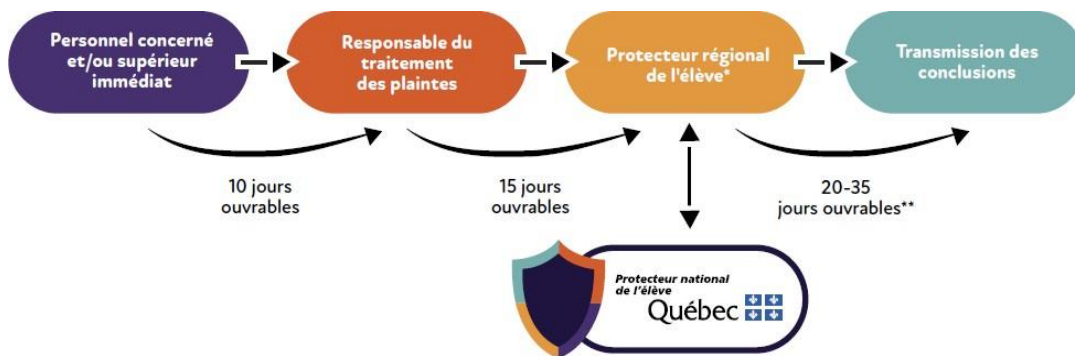 Personnel concerné
et/ou supérieur
immédiat
Responsable du
traitement
des plaintes
Protecteur régional
de l'élève*
Transmission des
conclusions
10 jours
ouvrables
15 jours
ouvrables
20-35
jours ouvrables**
Protecteur national
de l'élève
Québec